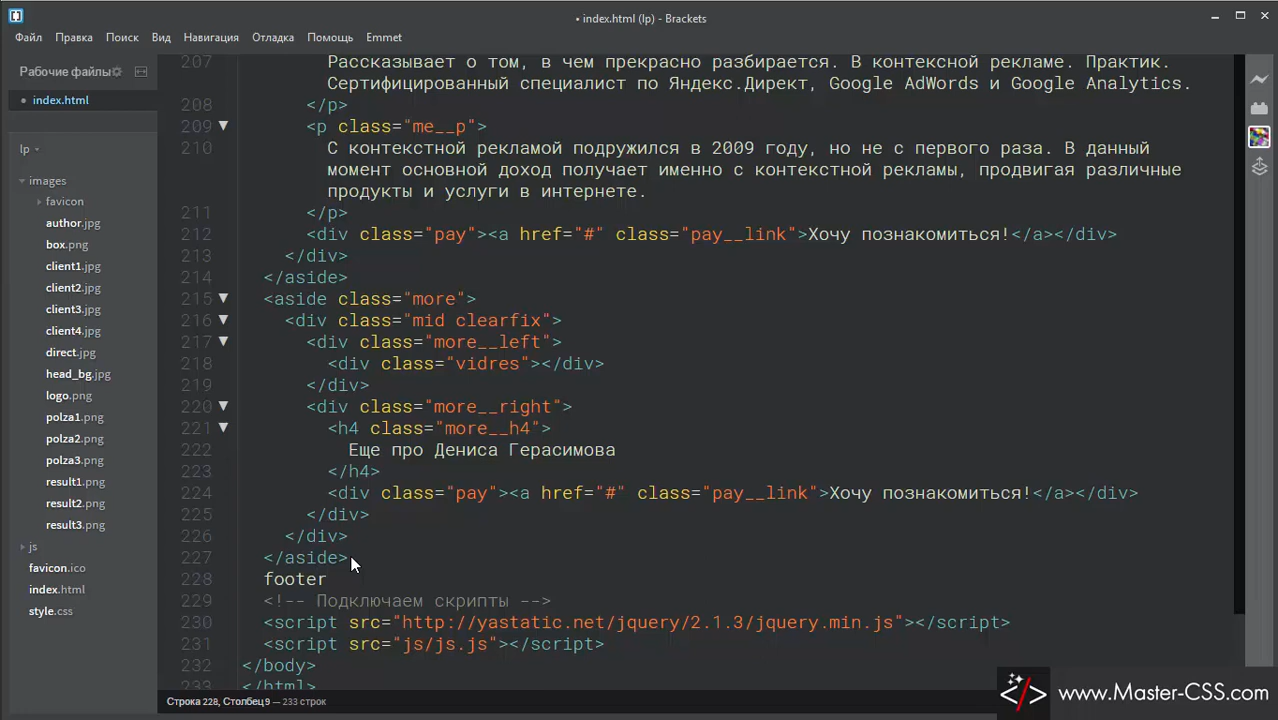 • index.html (lp) - Brackets
Файл Правка Поиск Вид Навигация Отладка Помощь Emmet
Рабочие файлы
• index.html
lp
images
favicon
author.jpg
box.png
client1.jpg
client2.jpg
client3.jpg
client4.jpg
direct.jpg
head_bg.jpg
logo.png
polza1.png
polza2.png
polza3.png
result1.png
result2.png
result3.png
js
favicon.ico
index.html
style.css
207 Рассказывает о том, в чем прекрасно разбирается. В контексной рекламе. Практик.
Сертифицированный специалист по Яндекс.Директ, Google AdWords и Google Analytics.
208 </p>
209 <p class="me__p">
210 С контекстной рекламой подружился в 2009 году, но не с первого раза. В данный
момент основной доход получает именно с контекстной рекламы, продвигая различные
продукты и услуги в интернете.
211 </p>
212 <div class="pay"><a href="#" class="pay__link">Хочу познакомиться!</a></div>
213 </div>
214 </aside>
215 <aside class="more">
216 <div class="mid clearfix">
217 <div class="more__left">
218 <div class="vidres"></div>
219 </div>
220 <div class="more__right">
221 <h4 class="more__h4">
222 Еще про Дениса Герасимова
223 </h4>
224 <div class="pay"><a href="#" class="pay__link">Хочу познакомиться!</a></div>
225 </div>
226 </div>
227 </aside>
228 footer
229 <!-- Подключаем скрипты -->
230 <script src="http://yastatic.net/jquery/2.1.3/jquery.min.js"></script>
231 <script src="js/js.js"></script>
232 </body>
233 </html>
Строка 228, Столбец 9 — 233 строк
</> www.Master-CSS.com